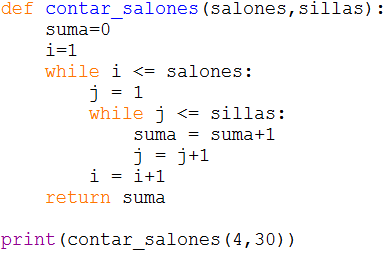 def contar_salones(salones,sillas):
    suma=0
    i=1
    while i <= salones:
        j = 1
        while j <= sillas:
            suma = suma+1
            j = j+1
        i = i+1
    return suma

print(contar_salones(4,30))